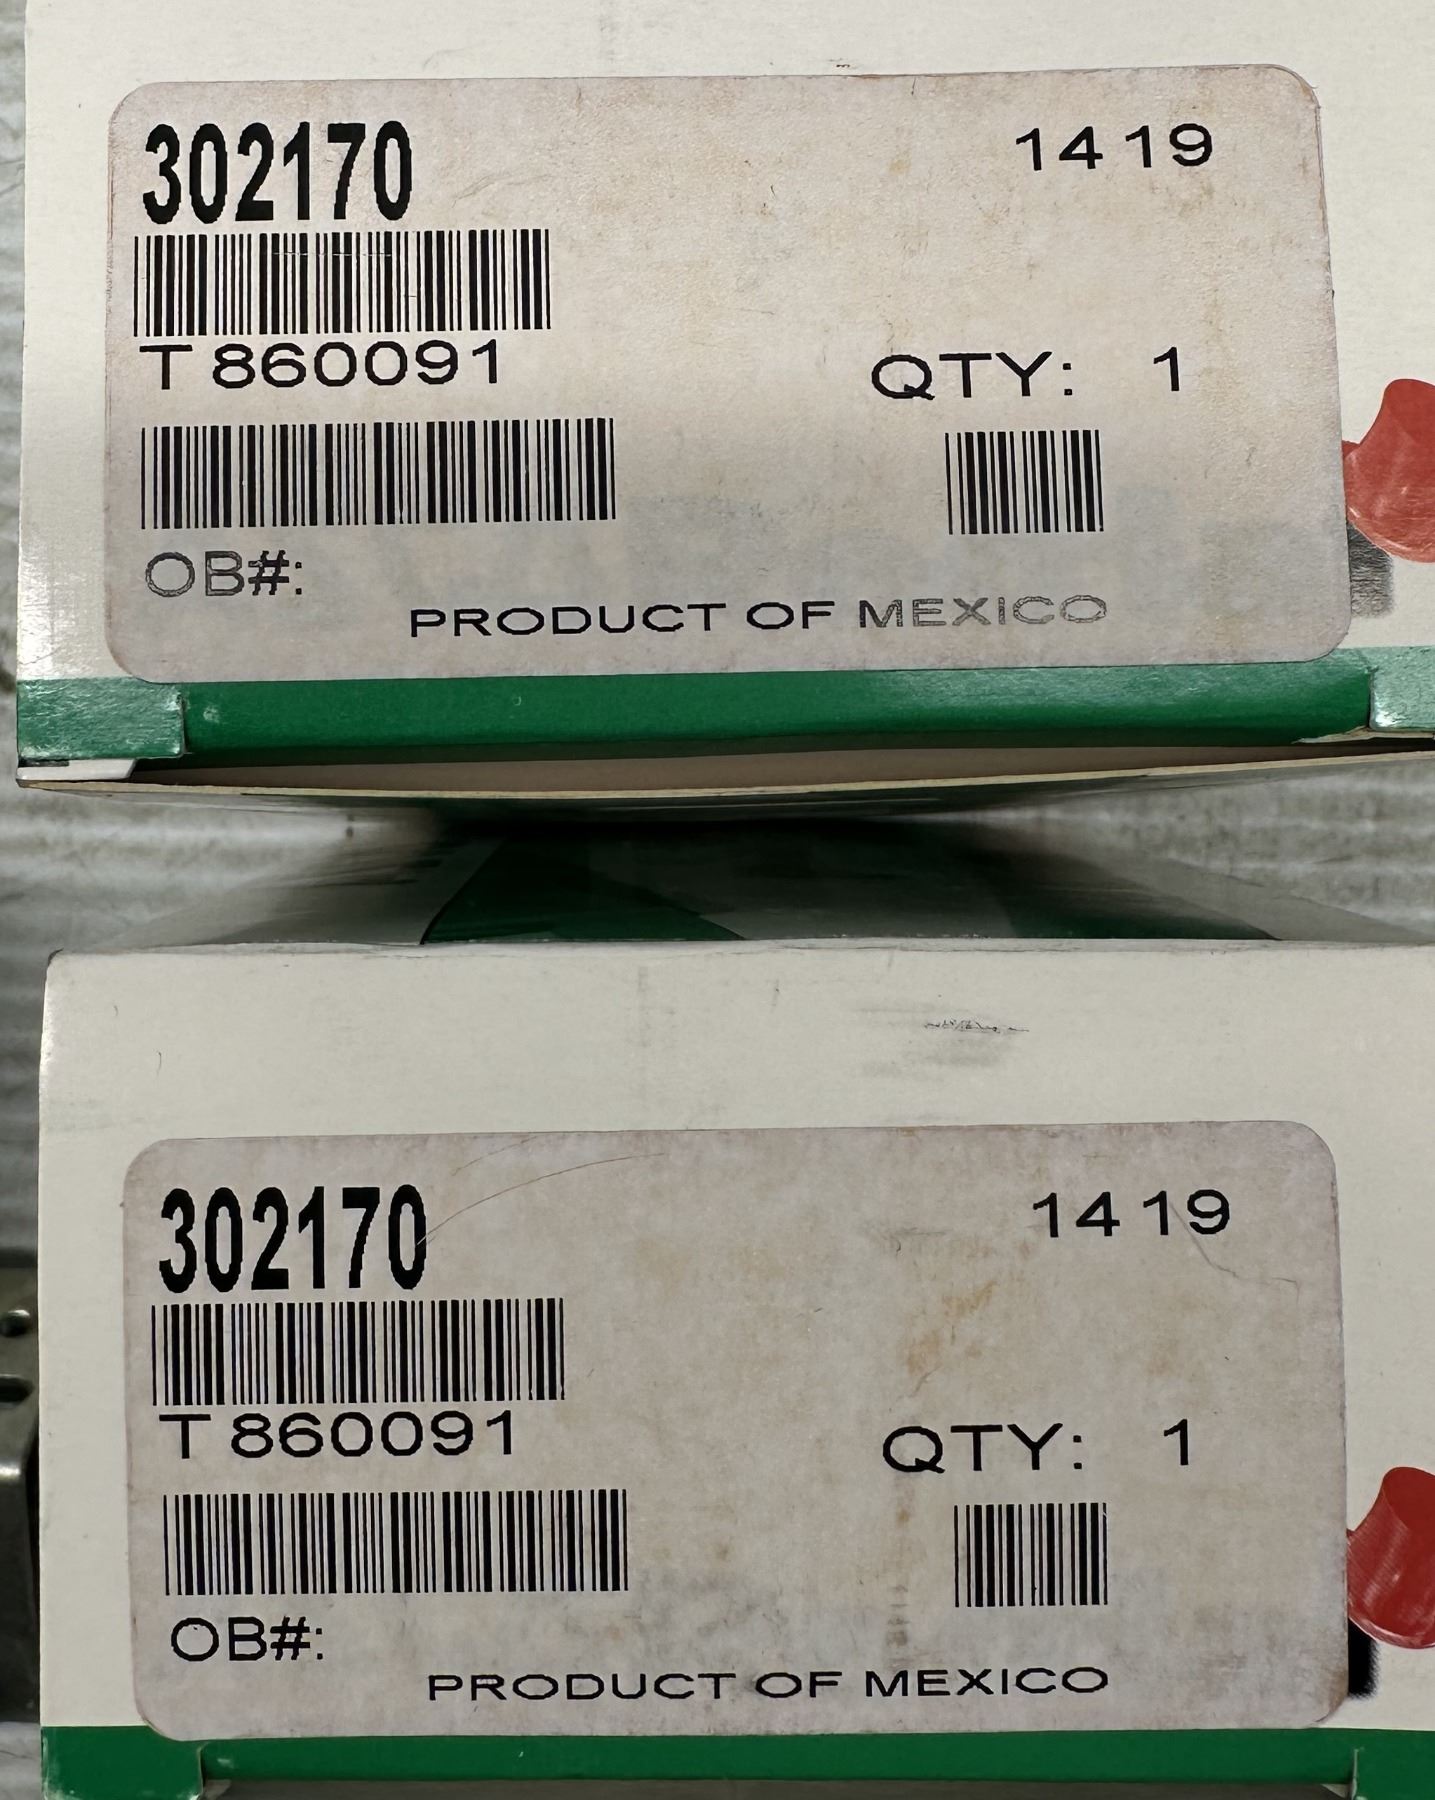 302170
1419
T 860091
QTY: 1
OB#:
PRODUCT OF MEXICO
302170
1419
T 860091
QTY: 1
OB#:
PRODUCT OF MEXICO